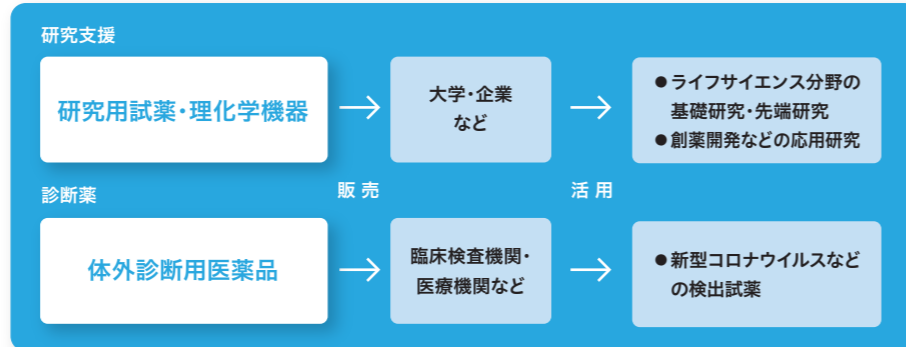 研究支援
研究用試薬・理化学機器
大学・企業
など
●ライフサイエンス分野の
基礎研究・先端研究
●創薬開発などの応用研究
販売
活用
診断薬
体外診断用医薬品
臨床検査機関・
医療機関など
●新型コロナウイルスなど
の検出試薬